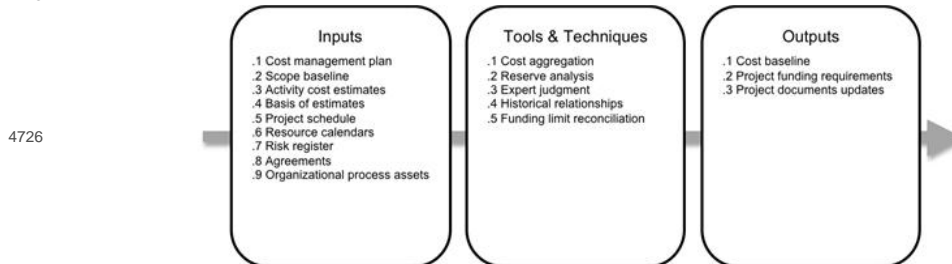 4726
Inputs
.1 Cost management plan
.2 Scope baseline
.3 Activity cost estimates
.4 Basis of estimates
.5 Project schedule
.6 Resource calendars
.7 Risk register
.8 Agreements
.9 Organizational process assets
Tools & Techniques
.1 Cost aggregation
.2 Reserve analysis
.3 Expert judgment
.4 Historical relationships
.5 Funding limit reconciliation
Outputs
.1 Cost baseline
.2 Project funding requirements
.3 Project documents updates